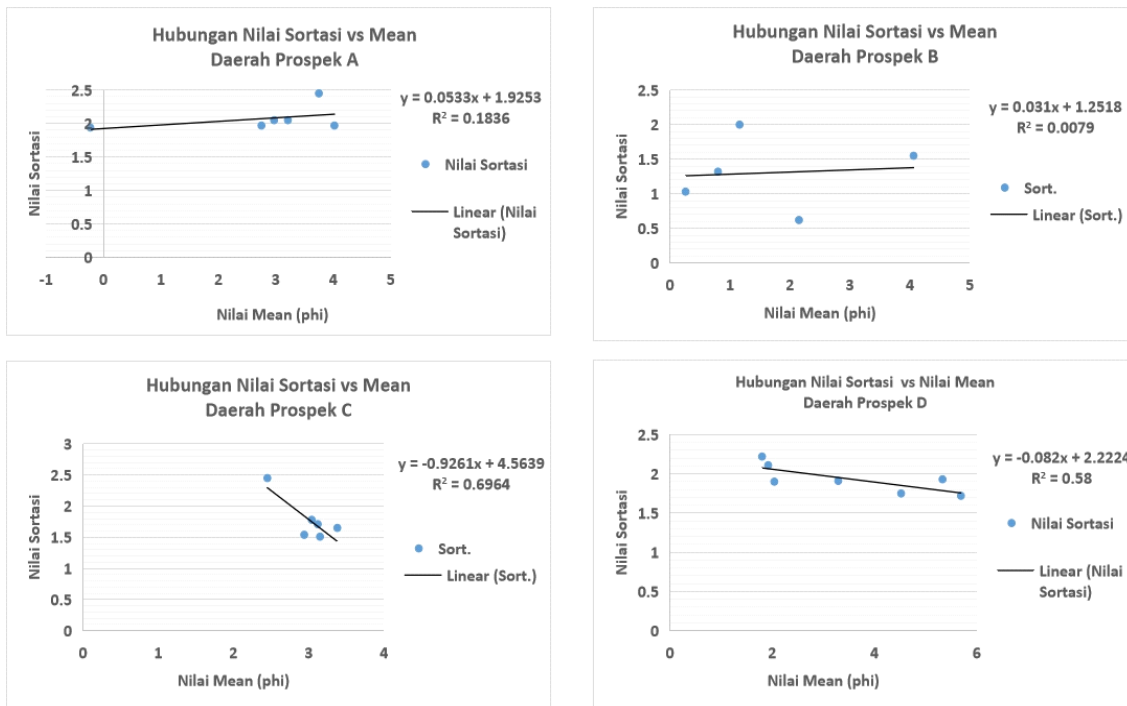 Hubungan Nilai Sortasi vs Mean
Daerah Prospek A
Nilai Sortasi
2.5
2
1.5
1
0.5
0
-1
0
1
2
3
4
5
Nilai Mean (phi)
y = 0.0533x + 1.9253
R² = 0.1836
Nilai Sortasi
Linear (Nilai
Sortasi)
Hubungan Nilai Sortasi vs Mean
Daerah Prospek B
Nilai Sortasi
2.5
2
1.5
1
0.5
0
0
1
2
3
4
5
Nilai Mean (phi)
y = 0.031x + 1.2518
R² = 0.0079
Sort.
Linear (Sort.)
Hubungan Nilai Sortasi vs Mean
Daerah Prospek C
Nilai Sortasi
3
2.5
2
1.5
1
0.5
0
0
1
2
3
4
Nilai Mean (phi)
y = -0.9261x + 4.5639
R² = 0.6964
Sort.
Linear (Sort.)
Hubungan Nilai Sortasi vs Nilai Mean
Daerah Prospek D
Nilai Sortasi
2.5
2
1.5
1
0.5
0
0
2
4
6
Nilai Mean (phi)
y = -0.082x + 2.2224
R² = 0.58
Nilai Sortasi
Linear (Nilai
Sortasi)